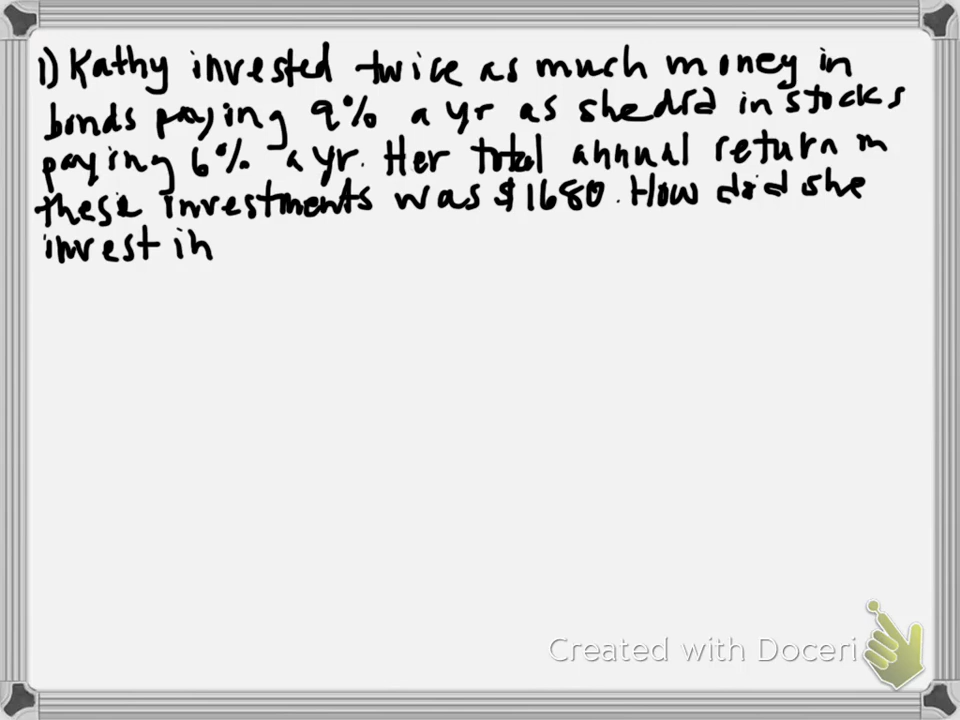 1) Kathy invested twice as much money in
bonds paying 9% a yr as she did in stocks
paying 6% a yr. Her total annual return on
these investments was $1680. How did she
invest in
Created with Doceri